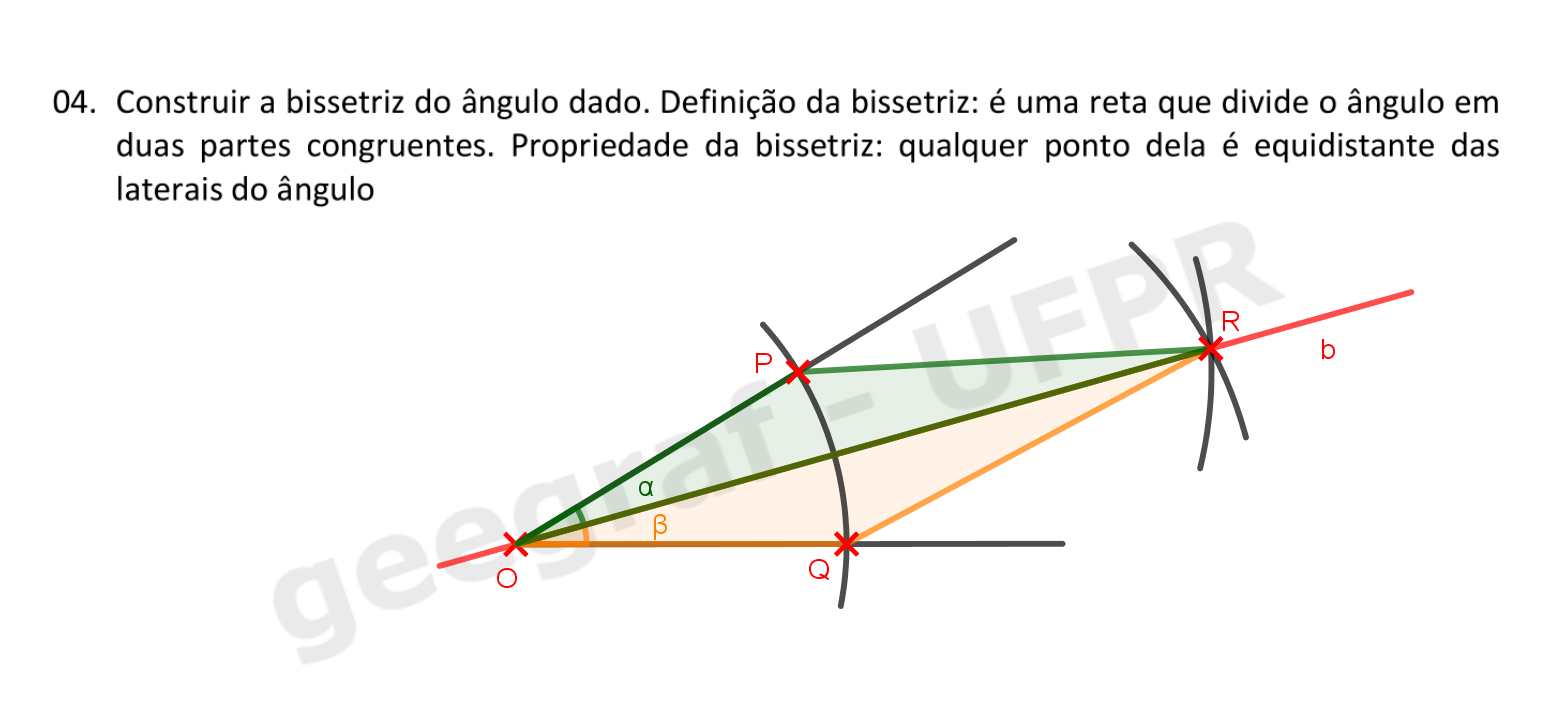 04. Construir a bissetriz do ângulo dado. Definição da bissetriz: é uma reta que divide o ângulo em
duas partes congruentes. Propriedade da bissetriz: qualquer ponto dela é equidistante das
laterais do ângulo
geegraf - UFPR
R
b
P
α
β
O
Q